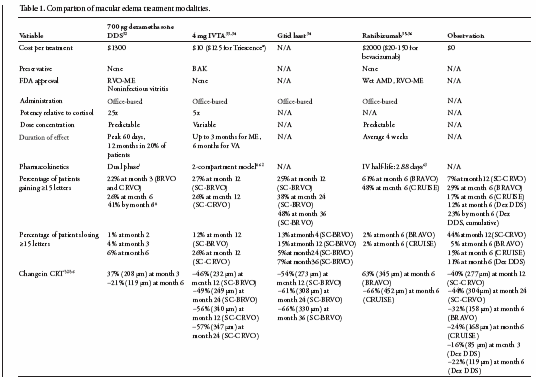 Table 1. Comparison of macular edema treatment modalities.
Variable
700 µg dexamethasone
DDS
4 mg IVTA
Grid laser
Ranibizumab
Observation
Cost per treatment
$1300
$10 ($125 for Triescence)
N/A
$2000 ($20-150 for
bevacizumab)
$0
Preservative
None
BAK
N/A
None
N/A
FDA approval
RVO-ME
Noninfectious vitritis
None
N/A
Wet AMD, RVO-ME
N/A
Administration
Office-based
Office-based
Office-based
Office-based
N/A
Potency relative to cortisol
25x
5x
N/A
N/A
Dose concentration
Predictable
Variable
N/A
Predictable
N/A
Duration of effect
Peak 60 days,
12 months in 20% of
patients
Up to 3 months for ME,
6 months for VA
N/A
Average 4 weeks
N/A
Pharmacokinetics
Dual phase
2-compartment model
N/A
IV half-life: 2.88 days
N/A
Percentage of patients
gaining ≥15 letters
22% at month 3 (BRVO
and CRVO)
26% at month 6
41% by month 6
27% at month 12
(SC-BRVO)
26% at month 12
(SC-CRVO)
25% at month 12
(SC-BRVO)
38% at month 24
(SC-BRVO)
48% at month 36
(SC-BRVO)
61% at month 6 (BRAVO)
48% at month 6 (CRUISE)
7% at month 12 (SC-CRVO)
29% at month 6 (BRAVO)
17% at month 6 (CRUISE)
12% at month 6 (Dex DDS)
23% by month 6 (Dex
DDS, cumulative)
Percentage of patients losing
≥15 letters
1% at month 2
4% at month 3
6% at month 6
12% at month 12
(SC-BRVO)
26% at month 12
(SC-CRVO)
13% at month 4 (SC-BRVO)
15% at month 12 (SC-BRVO)
5% at month 24 (SC-BRVO)
7% at month 36 (SC-BRVO)
2% at month 6 (BRAVO)
2% at month 6 (CRUISE)
44% at month 12 (SC-CRVO)
5% at month 6 (BRAVO)
15% at month 6 (CRUISE)
11% at month 6 (Dex DDS)
Change in CRT
37% (208 µm) at month 3
−21% (119 µm) at month 6
−46% (232 µm) at
month 12 (SC-BRVO)
−49% (249 µm) at
month 24 (SC-BRVO)
−56% (340 µm) at
month 12 (SC-CRVO)
−57% (347 µm) at
month 24 (SC-CRVO)
−54% (273 µm) at
month 12 (SC-BRVO)
−61% (308 µm) at
month 24 (SC-BRVO)
−66% (330 µm) at
month 36 (SC-BRVO)
63% (345 µm) at month 6
(BRAVO)
−66% (452 µm) at month 6
(CRUISE)
−40% (277 µm) at month 12
(SC-CRVO)
−44% (304 µm) at month 24
(SC-CRVO)
−32% (158 µm) at month 6
(BRAVO)
−24% (168 µm) at month 6
(CRUISE)
−16% (85 µm) at month 3
(Dex DDS)
−22% (119 µm) at month 6
(Dex DDS)